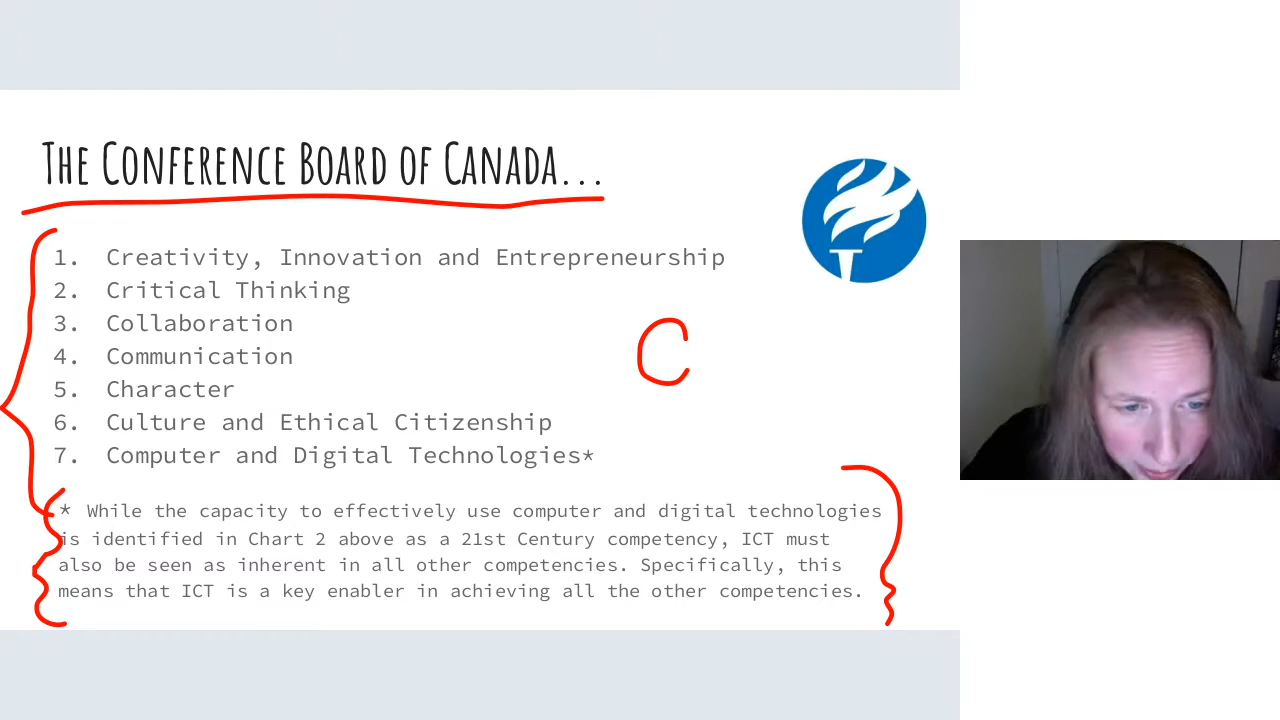 The Conference Board of Canada...
1. Creativity, Innovation and Entrepreneurship
2. Critical Thinking
3. Collaboration
4. Communication
5. Character
6. Culture and Ethical Citizenship
7. Computer and Digital Technologies*
* While the capacity to effectively use computer and digital technologies
is identified in Chart 2 above as a 21st Century competency, ICT must
also be seen as inherent in all other competencies. Specifically, this
means that ICT is a key enabler in achieving all the other competencies.
C